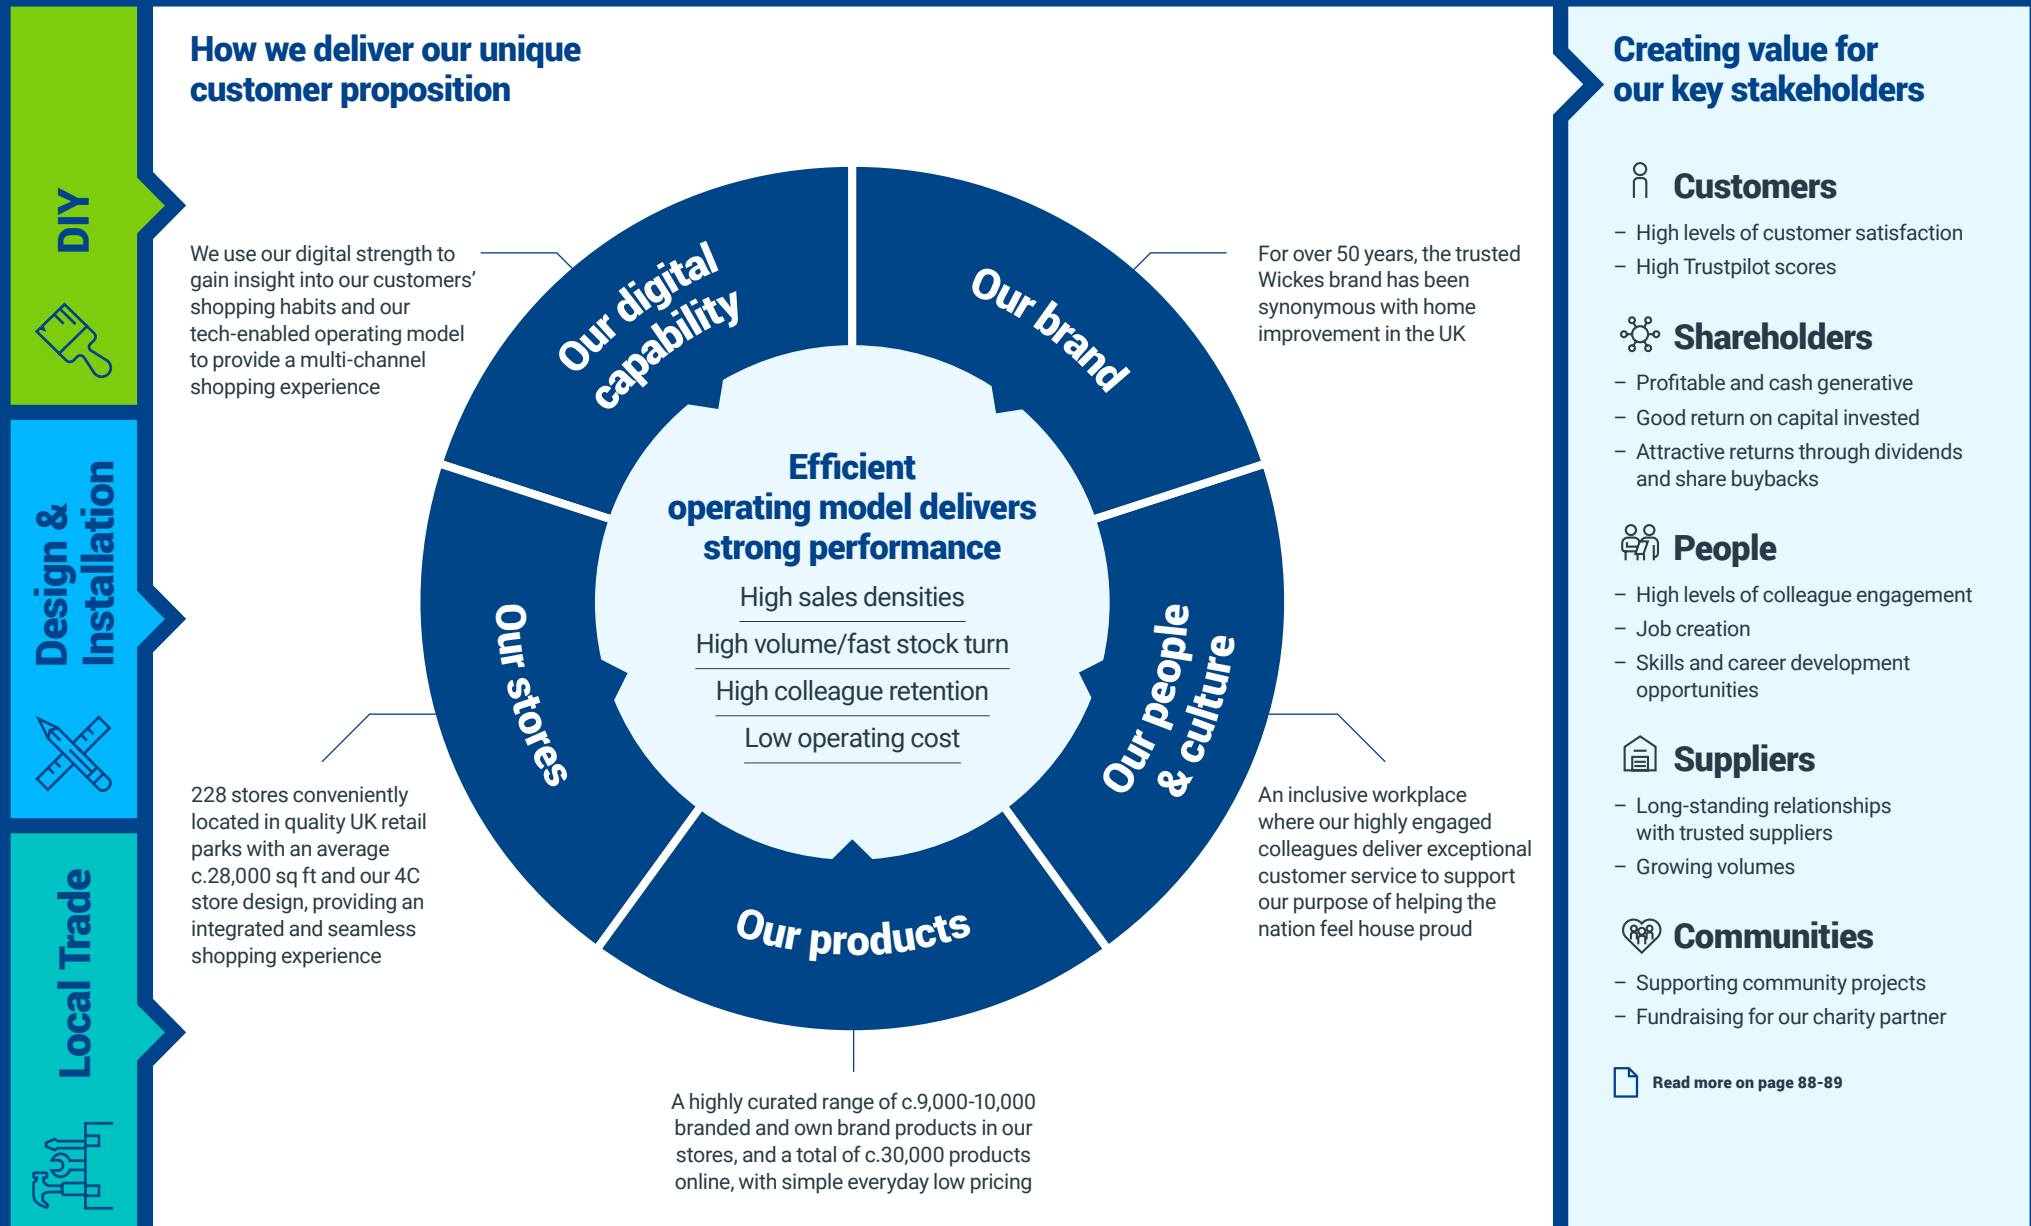 DIY
Design &
Installation
Local Trade
How we deliver our unique
customer proposition
We use our digital strength to
gain insight into our customers’
shopping habits and our
tech-enabled operating model
to provide a multi-channel
shopping experience
Our digital
capability
Our brand
For over 50 years, the trusted
Wickes brand has been
synonymous with home
improvement in the UK
Efficient
operating model delivers
strong performance
High sales densities
High volume/fast stock turn
High colleague retention
Low operating cost
Our stores
228 stores conveniently
located in quality UK retail
parks with an average
c.28,000 sq ft and our 4C
store design, providing an
integrated and seamless
shopping experience
Our people
& culture
An inclusive workplace
where our highly engaged
colleagues deliver exceptional
customer service to support
our purpose of helping the
nation feel house proud
Our products
A highly curated range of c.9,000-10,000
branded and own brand products in our
stores, and a total of c.30,000 products
online, with simple everyday low pricing
Creating value for
our key stakeholders
Customers
– High levels of customer satisfaction
– High Trustpilot scores
Shareholders
– Profitable and cash generative
– Good return on capital invested
– Attractive returns through dividends
and share buybacks
People
– High levels of colleague engagement
– Job creation
– Skills and career development
opportunities
Suppliers
– Long-standing relationships
with trusted suppliers
– Growing volumes
Communities
– Supporting community projects
– Fundraising for our charity partner
Read more on page 88-89